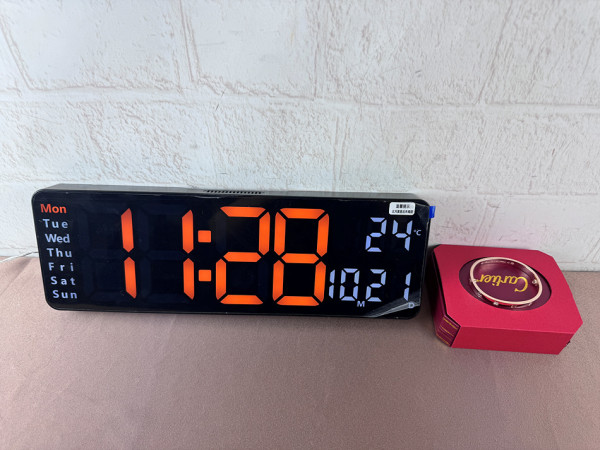 Mon
Tue
Wed
Thu
Fri
Sat
Sun
11:28
24°C
10 21
M D
Cartier